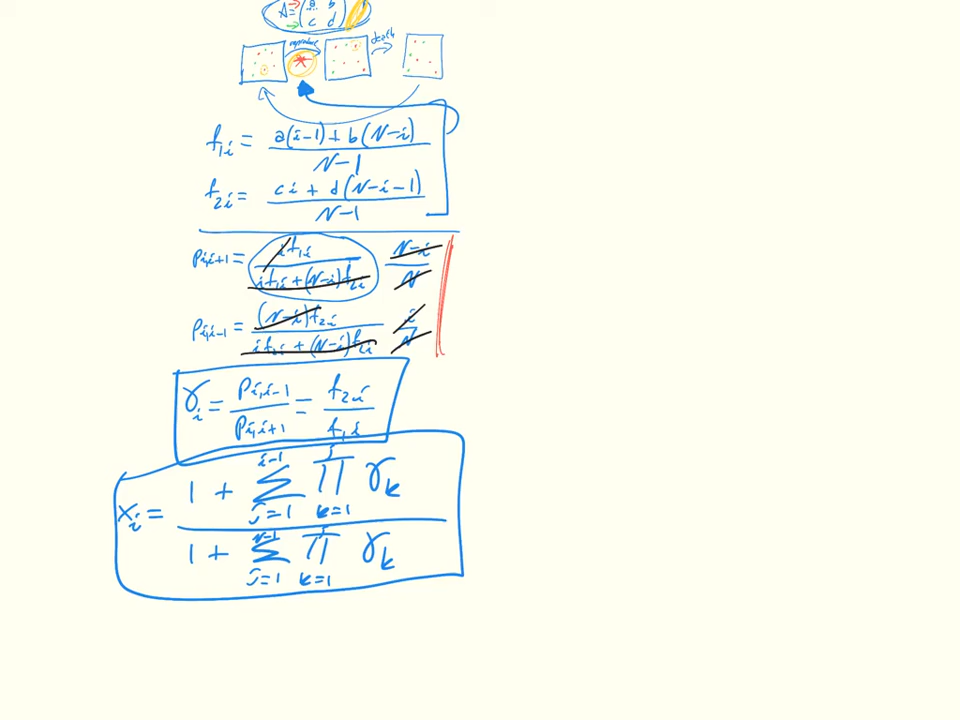 A = ( a b
c d )
reproduce death
f₁ᵢ = a(i-1) + b(N-i) / N-1
f₂ᵢ = ci + d(N-i-1) / N-1
pᵢ,ᵢ₊₁ = i f₁ᵢ / i f₁ᵢ + (N-i) f₂ᵢ N-i / N
pᵢ,ᵢ₋₁ = (N-i) f₂ᵢ / i f₁ᵢ + (N-i) f₂ᵢ i / N
γᵢ = pᵢ,ᵢ₋₁ / pᵢ,ᵢ₊₁ = f₂ᵢ / f₁ᵢ
xᵢ = 1 + Σ_{j=1}^{i-1} Π_{k=1}^{j} γₖ / 1 + Σ_{j=1}^{N-1} Π_{k=1}^{j} γₖ